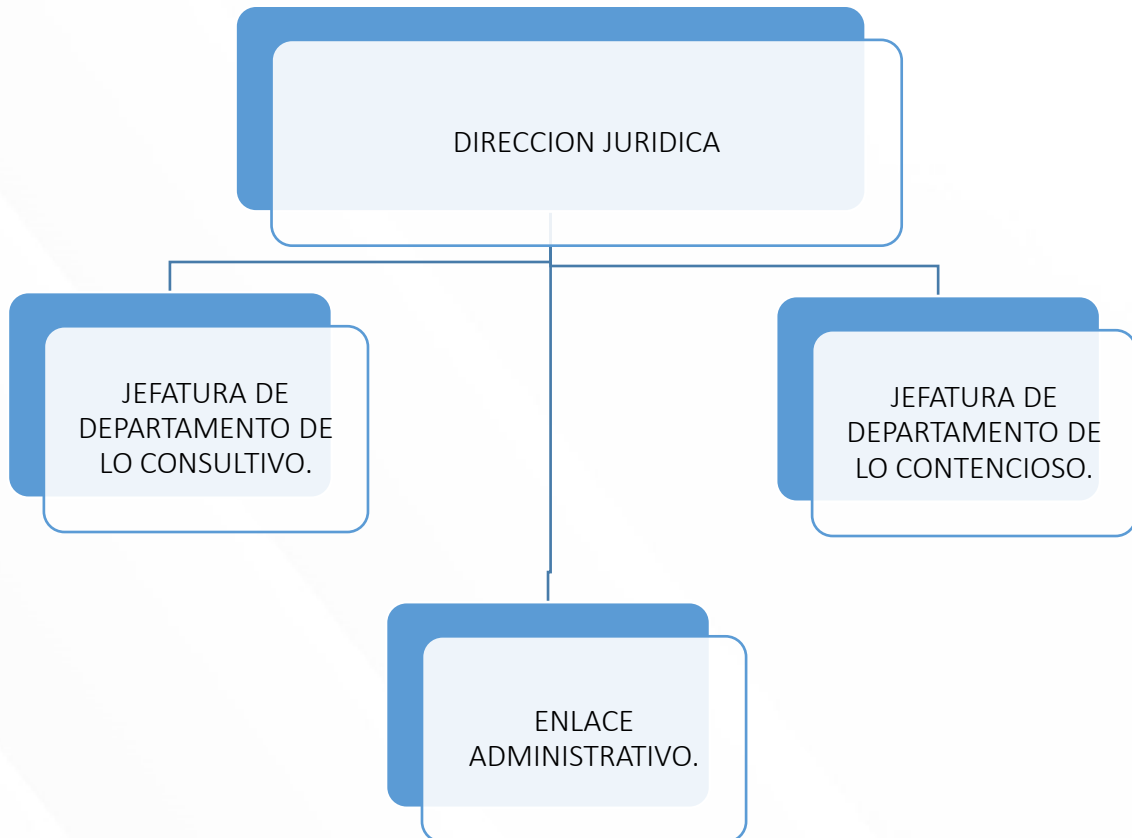 DIRECCION JURIDICA
JEFATURA DE
DEPARTAMENTO DE
LO CONSULTIVO.
JEFATURA DE
DEPARTAMENTO DE
LO CONTENCIOSO.
ENLACE
ADMINISTRATIVO.